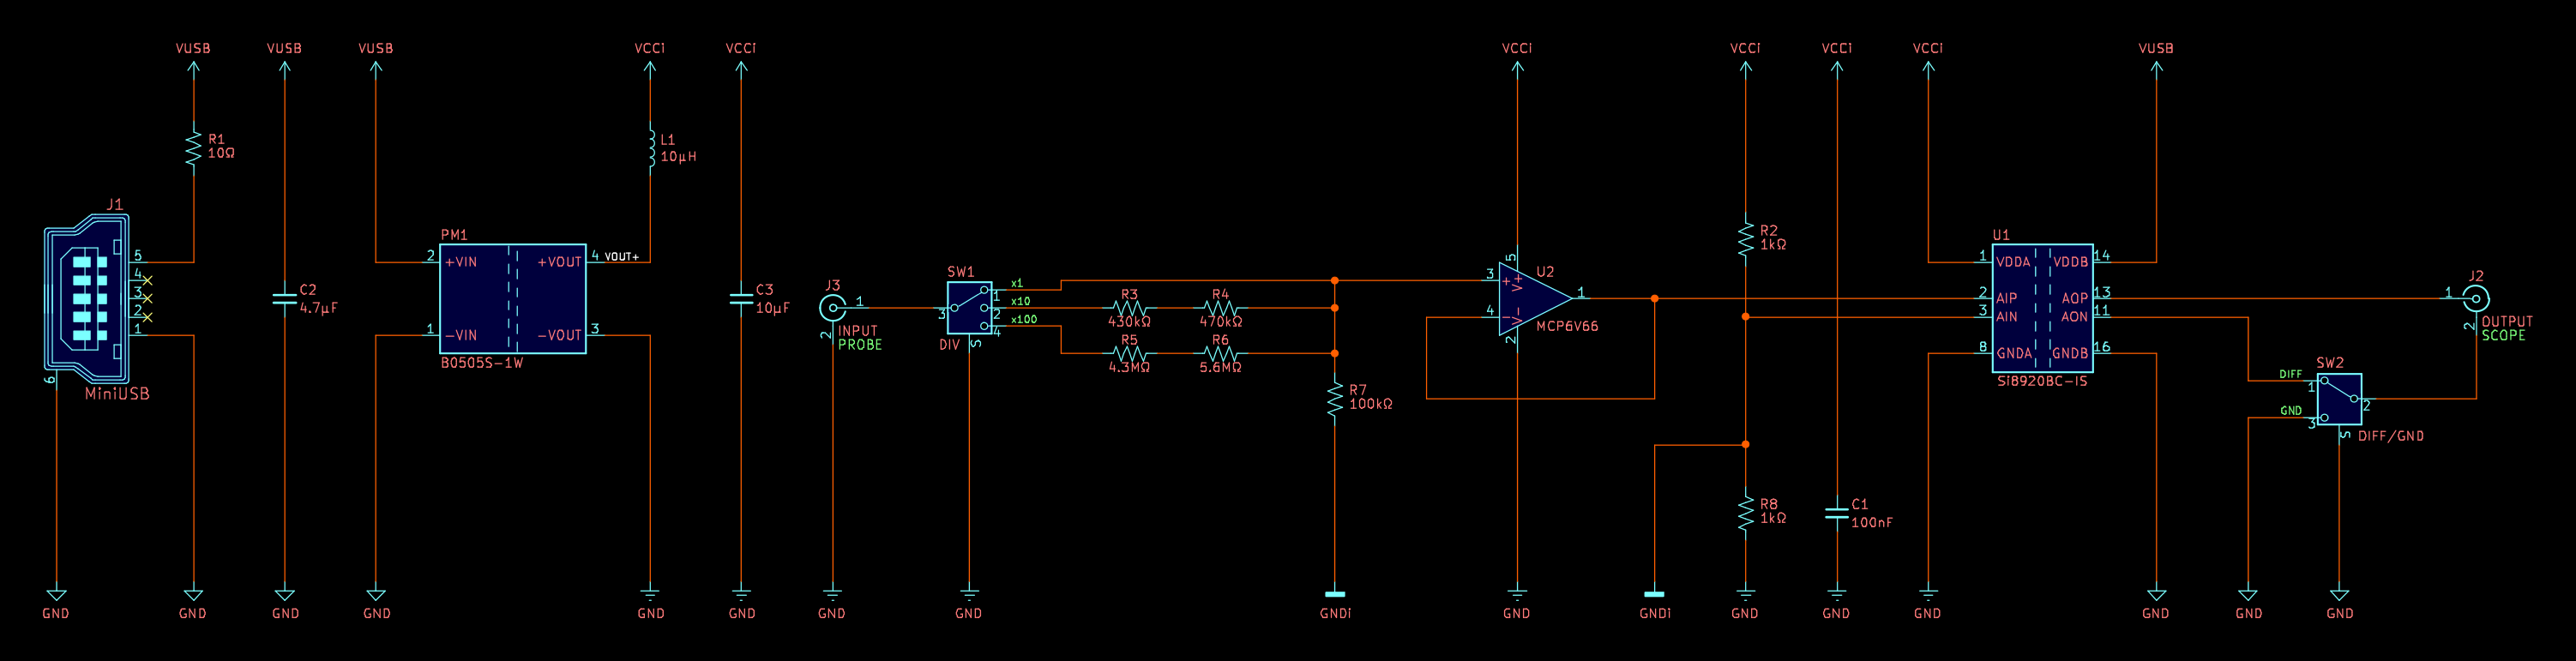 VUSB
VUSB
VUSB
VCCi
VCCi
VCCi
VCCi
VCCi
VCCi
VUSB
R1
10Ω
L1
10µH
J1
5
4
3
2
1
6
MiniUSB
C2
4.7µF
PM1
2
+VIN
+VOUT
4
VOUT+
1
-VIN
-VOUT
3
B0505S-1W
C3
10µF
J3
1
2
INPUT
PROBE
SW1
3
1
2
4
S
DIV
x1
x10
x100
R3
430kΩ
R4
470kΩ
R5
4.3MΩ
R6
5.6MΩ
R7
100kΩ
U2
3
4
5
2
1
+
-
V+
V-
MCP6V66
R2
1kΩ
R8
1kΩ
C1
100nF
U1
1
VDDA
VDDB
14
2
AIP
AOP
13
3
AIN
AON
11
8
GNDA
GNDB
16
Si8920BC-IS
J2
1
2
OUTPUT
SCOPE
SW2
DIFF
1
2
GND
3
S
DIFF/GND
GND
GND
GND
GND
GND
GND
GND
GND
GNDi
GND
GNDi
GND
GND
GND
GND
GND
GND